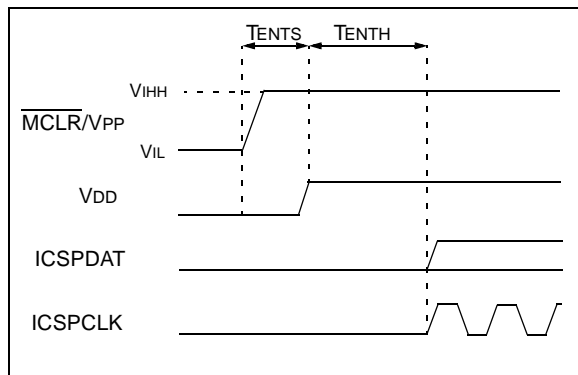 TENTS TENTH
VIHH
MCLR/VPP
VIL
VDD
ICSPDAT
ICSPCLK